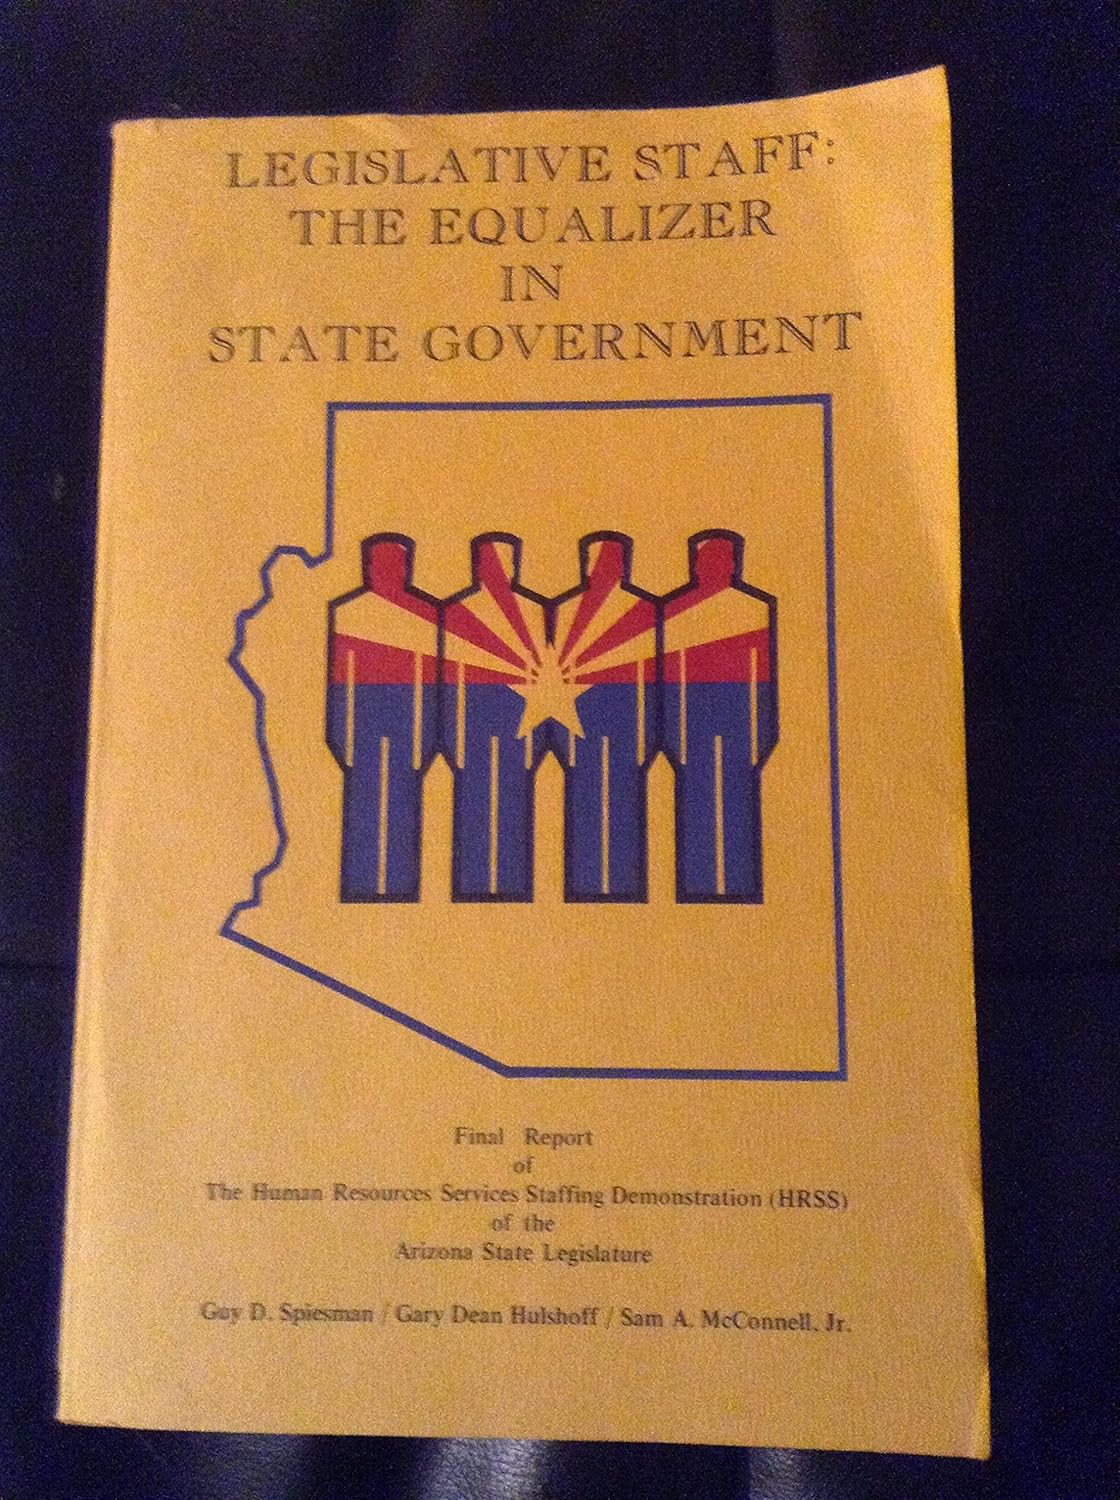 LEGISLATIVE STAFF:
THE EQUALIZER
IN
STATE GOVERNMENT
Final Report
of
The Human Resources Services Staffing Demonstration (HRSS)
of the
Arizona State Legislature
Guy D. Spiesman / Gary Dean Hulshoff / Sam A. McConnell, Jr.